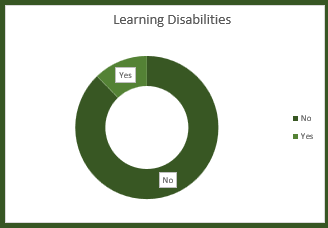 Learning Disabilities
Yes
No
No
Yes